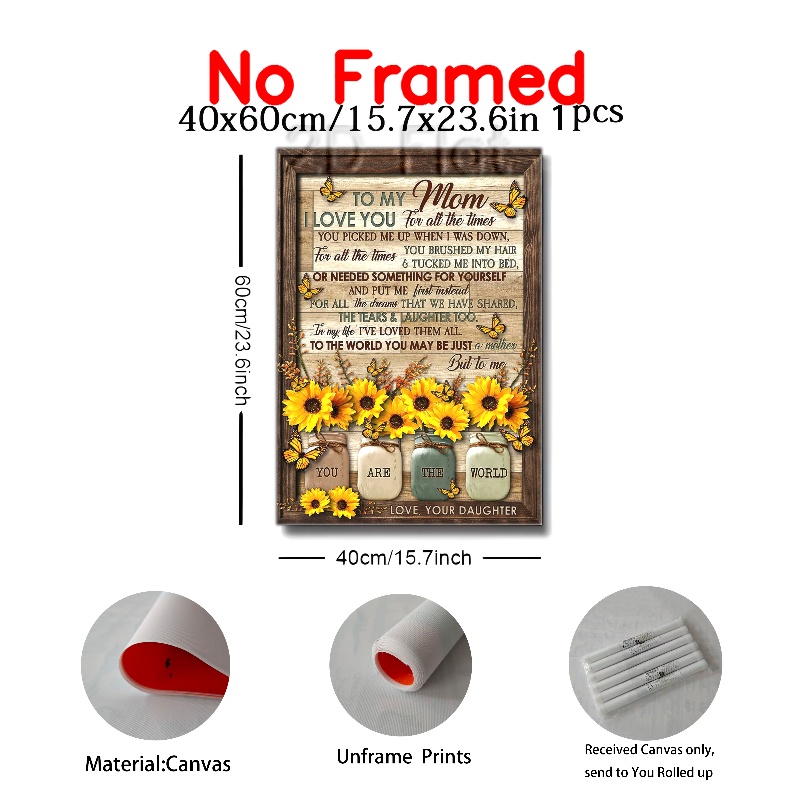 No Framed
40x60cm/15.7x23.6in 1pcs
2D Flat
TO MY Mom
I LOVE YOU For all the times
YOU PICKED ME UP WHEN I WAS DOWN,
For all the times YOU BRUSHED MY HAIR
& TUCKED ME INTO BED,
OR NEEDED SOMETHING FOR YOURSELF
AND PUT ME first instead,
FOR ALL the dreams THAT WE HAVE SHARED,
THE TEARS & LAUGHTER TOO,
In my life I'VE LOVED THEM ALL.
TO THE WORLD YOU MAY BE JUST a mother
But to me
YOU ARE THE WORLD
LOVE, YOUR DAUGHTER
60cm/23.6inch
40cm/15.7inch
Material:Canvas
Unframe Prints
Received Canvas only,
send to You Rolled up